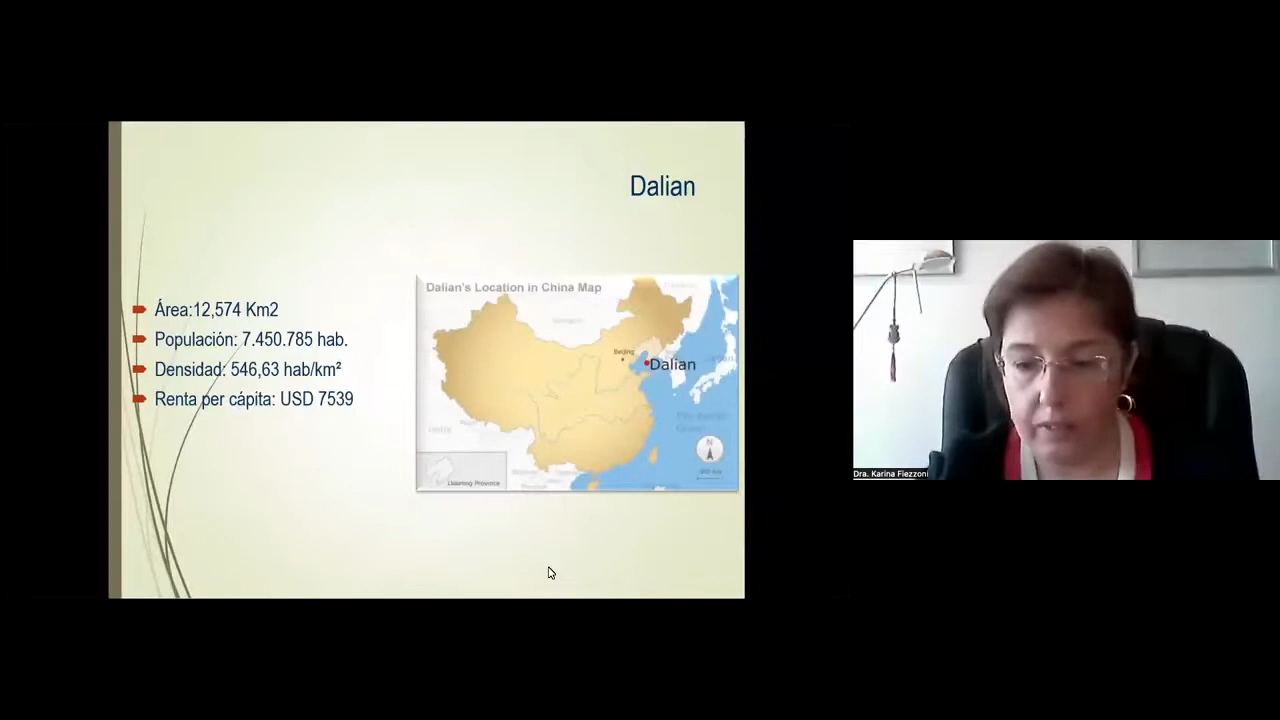 Dalian
Área:12,574 Km2
Población: 7.450.785 hab.
Densidad: 546,63 hab/km²
Renta per cápita: USD 7539
Dalian's Location in China Map
Beijing
Dalian
N
Liaoning Province
Dra. Karina Fiezzoni